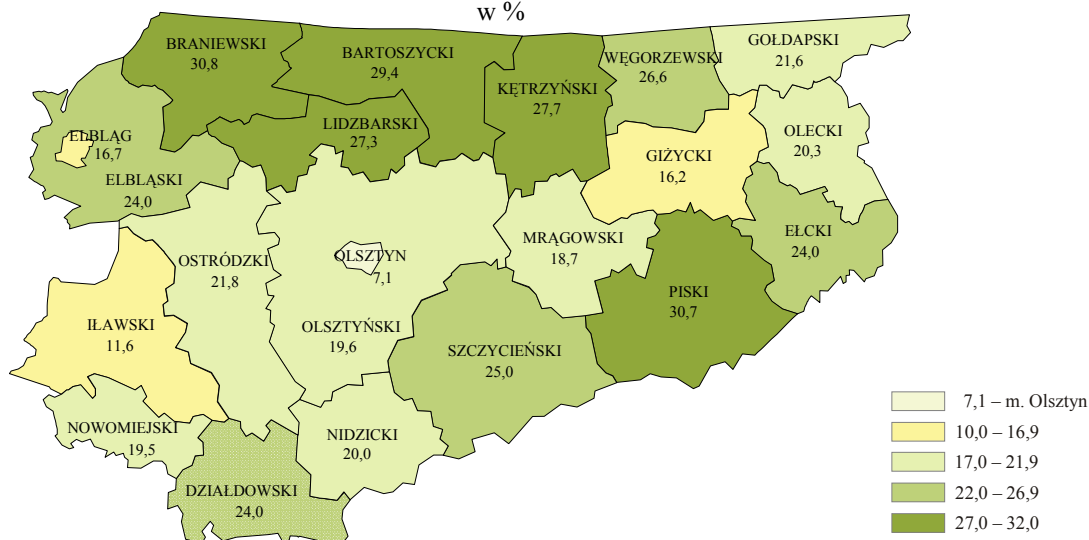 w %
BRANIEWSKI
30,8
BARTOSZYCKI
29,4
KĘTRZYŃSKI
27,7
WĘGORZEWSKI
26,6
GOŁDAPSKI
21,6
ELBLĄG
16,7
LIDZBARSKI
27,3
GIŻYCKI
16,2
OLECKI
20,3
ELBLĄSKI
24,0
OSTRÓDZKI
21,8
OLSZTYN
7,1
MRĄGOWSKI
18,7
EŁCKI
24,0
IŁAWSKI
11,6
OLSZTYŃSKI
19,6
SZCZYCIEŃSKI
25,0
PISKI
30,7
NOWOMIEJSKI
19,5
NIDZICKI
20,0
DZIAŁDOWSKI
24,0
7,1 – m. Olsztyn
10,0 – 16,9
17,0 – 21,9
22,0 – 26,9
27,0 – 32,0